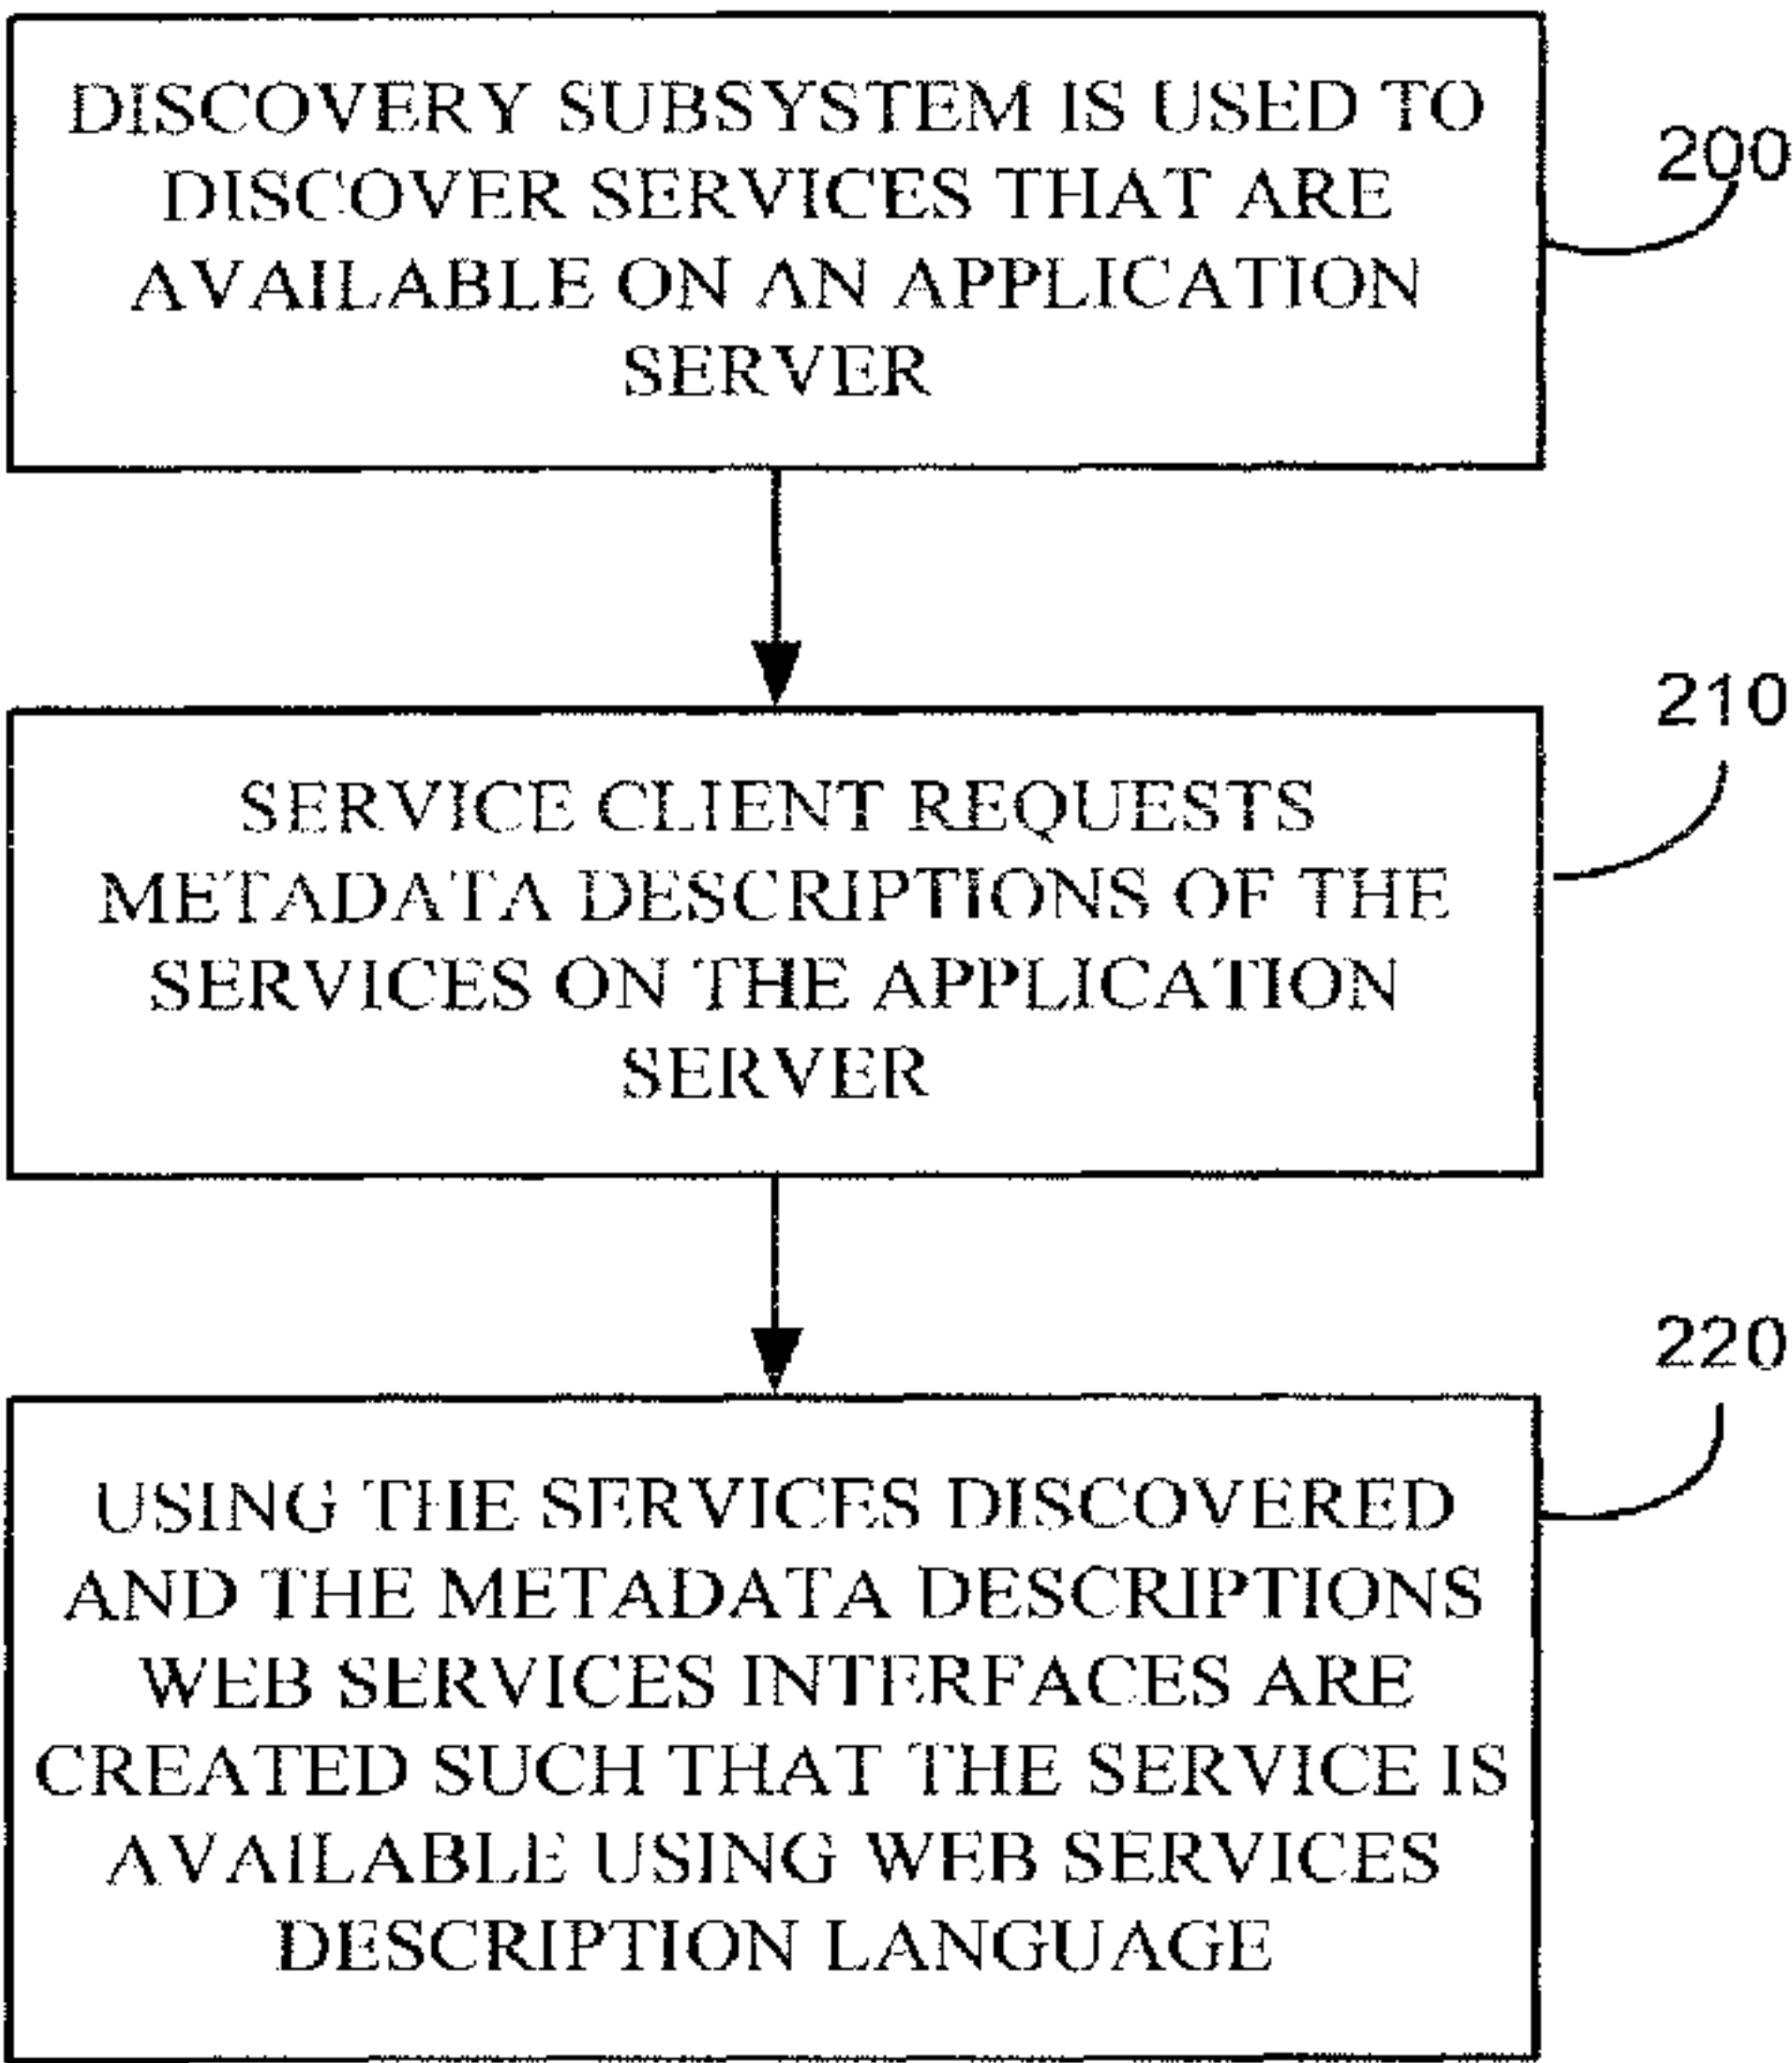 DISCOVERY SUBSYSTEM IS USED TO
DISCOVER SERVICES THAT ARE
AVAILABLE ON AN APPLICATION
SERVER
200
SERVICE CLIENT REQUESTS
METADATA DESCRIPTIONS OF THE
SERVICES ON THE APPLICATION
SERVER
210
USING THE SERVICES DISCOVERED
AND THE METADATA DESCRIPTIONS
WEB SERVICES INTERFACES ARE
CREATED SUCH THAT THE SERVICE IS
AVAILABLE USING WEB SERVICES
DESCRIPTION LANGUAGE
220